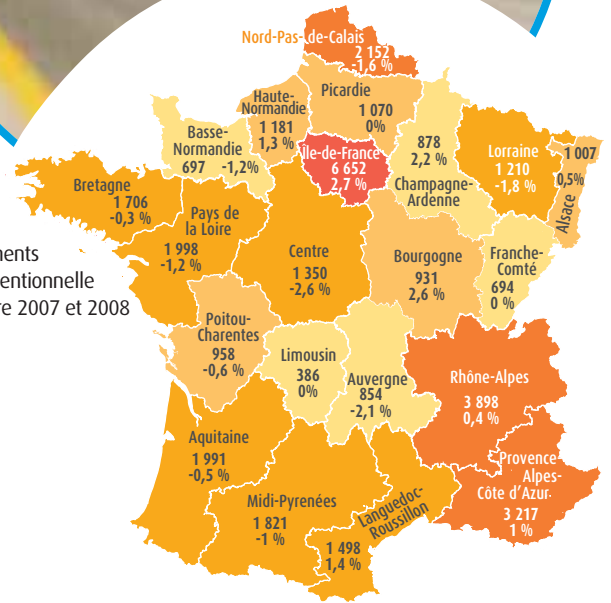 Nord-Pas-de-Calais
2 152
-1,6 %
Picardie
1 070
0%
Haute-
Normandie
1 181
1,3 %
Basse-
Normandie
697 -1,2%
Île-de-France
6 652
2,7 %
878
2,2 %
Champagne-
Ardenne
Lorraine
1 210
-1,8 %
1 007
0,5%
Alsace
Bretagne
1 706
-0,3 %
Pays de
la Loire
1 998
-1,2 %
Centre
1 350
-2,6 %
Bourgogne
931
2,6 %
Franche-
Comté
694
0 %
ments
entionnelle
re 2007 et 2008
Poitou-
Charentes
958
-0,6 %
Limousin
386
0%
Auvergne
854
-2,1 %
Rhône-Alpes
3 898
0,4 %
Aquitaine
1 991
-0,5 %
Midi-Pyrénées
1 821
-1 %
Languedoc-
Roussillon
1 498
1,4 %
Provence-
Alpes-
Côte d'Azur
3 217
1 %